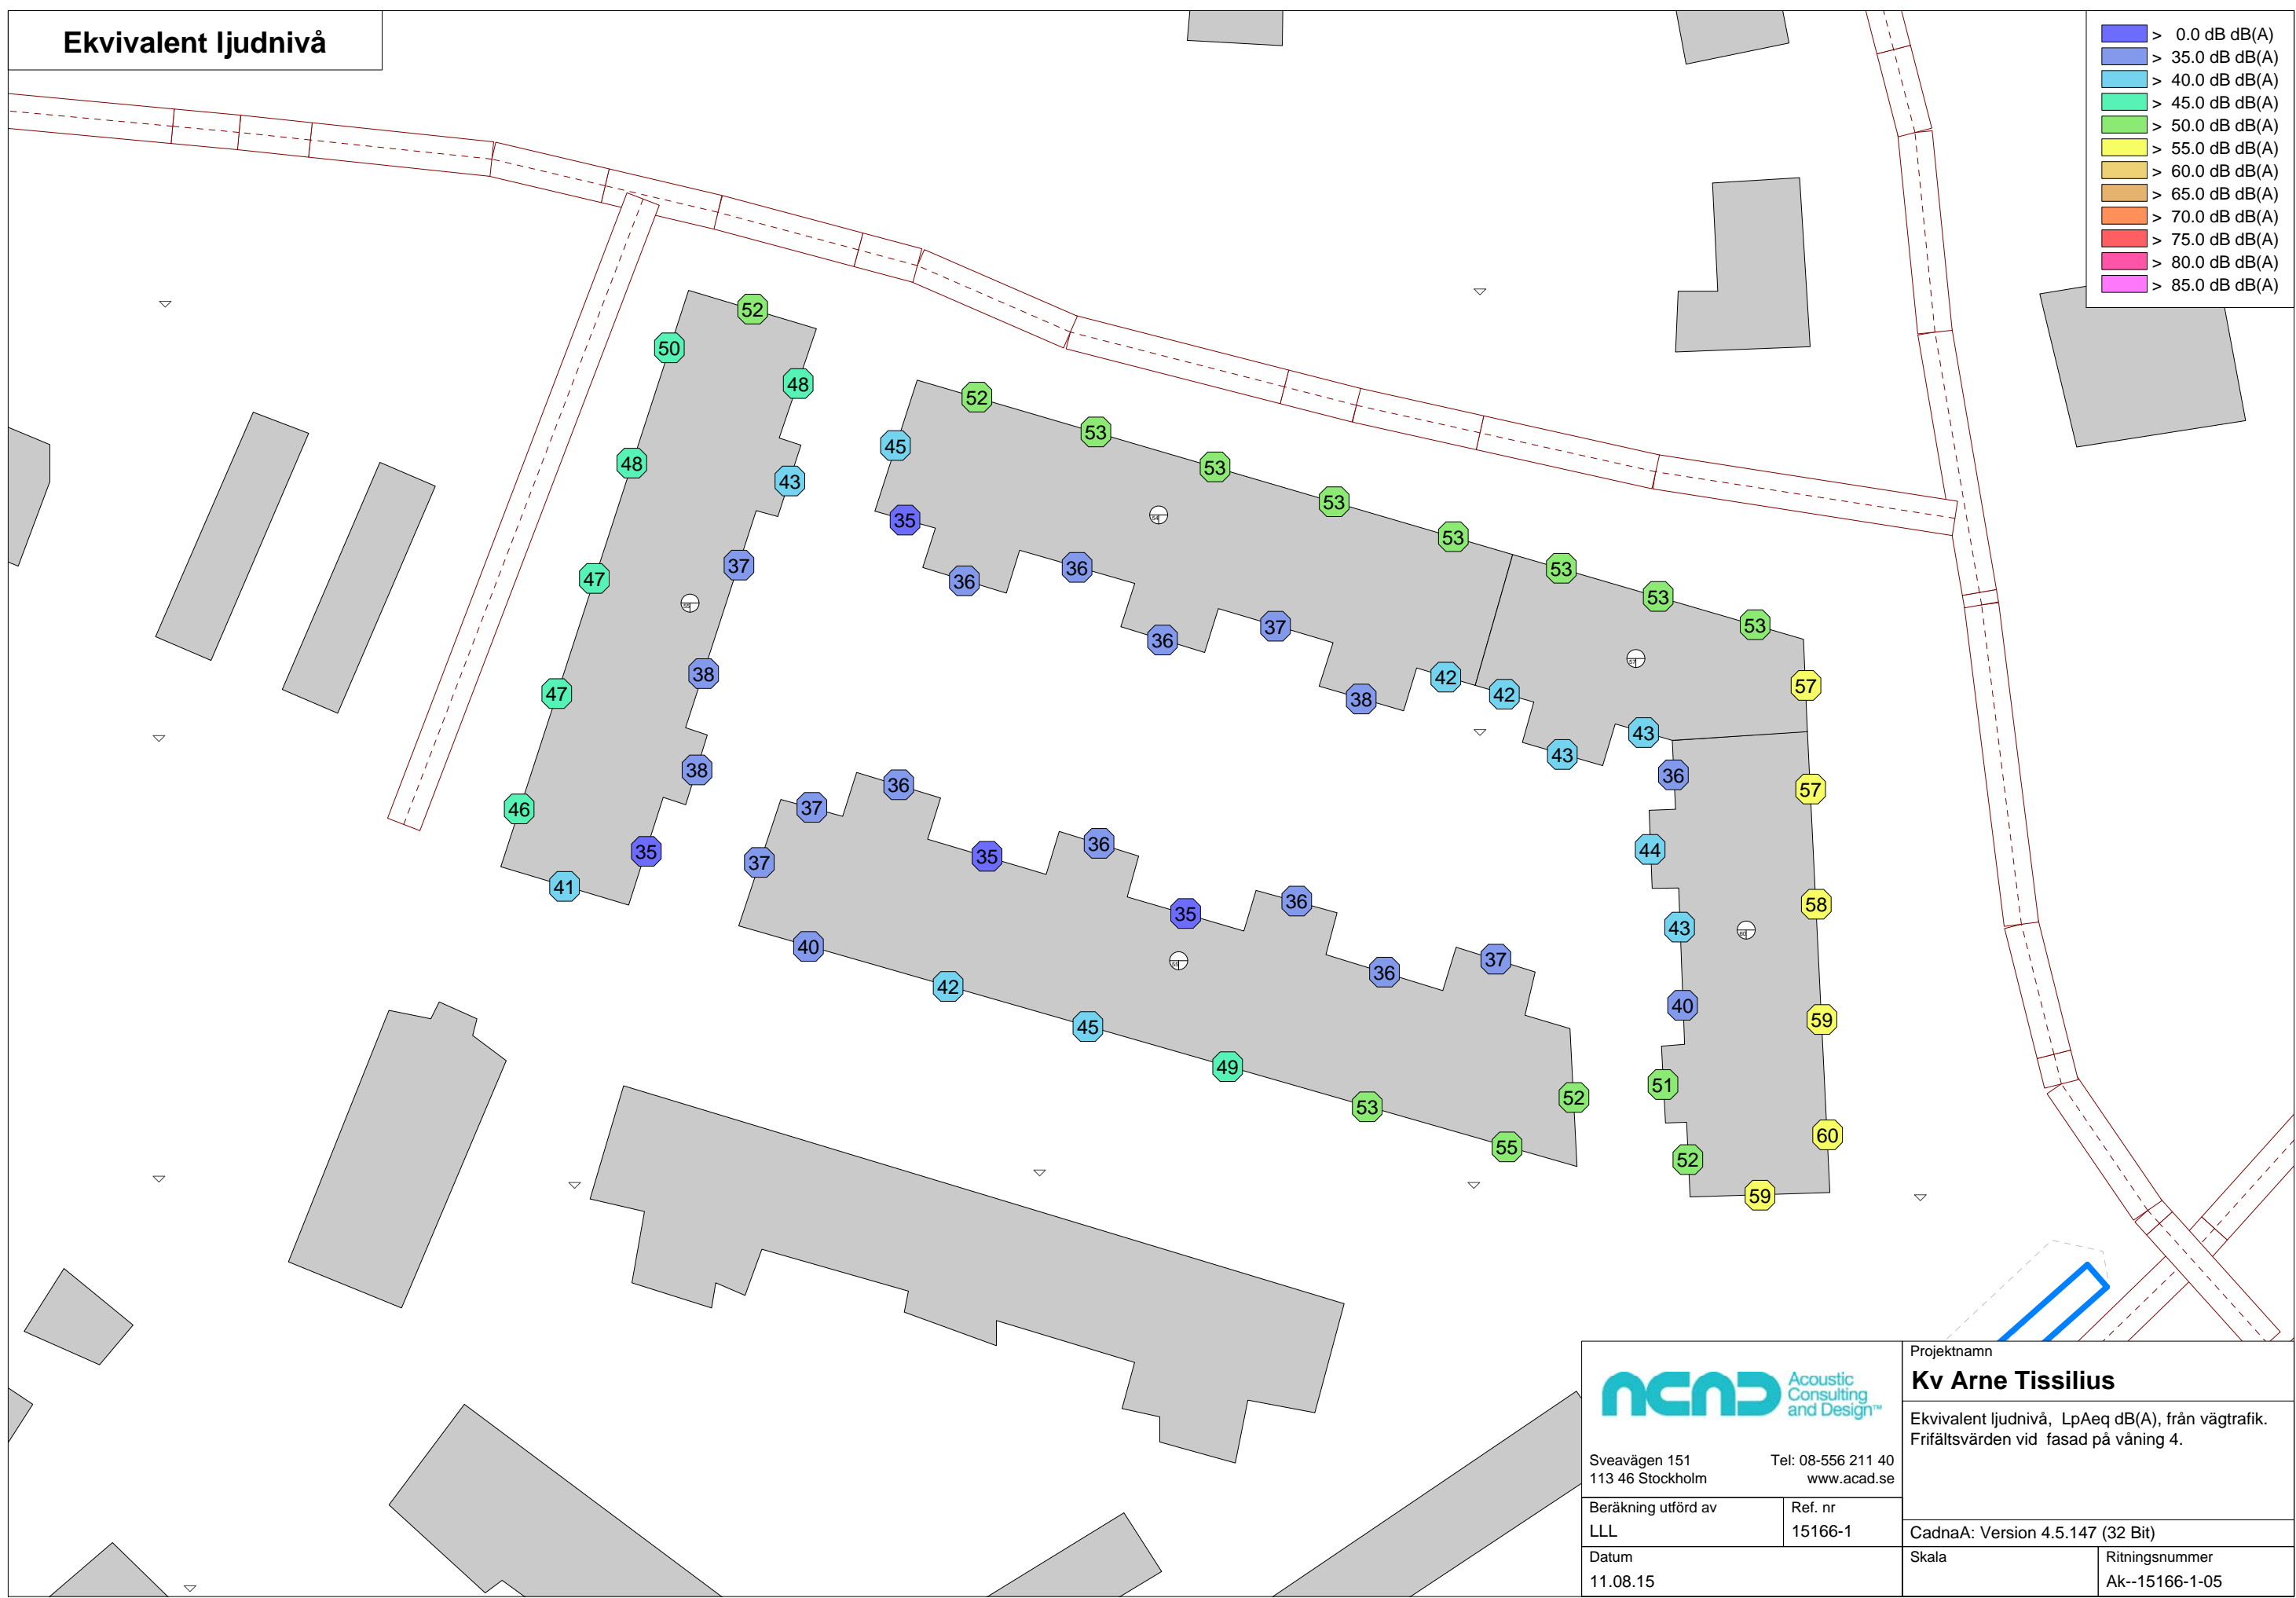 Ekvivalent ljudnivå
> 0.0 dB dB(A)
> 35.0 dB dB(A)
> 40.0 dB dB(A)
> 45.0 dB dB(A)
> 50.0 dB dB(A)
> 55.0 dB dB(A)
> 60.0 dB dB(A)
> 65.0 dB dB(A)
> 70.0 dB dB(A)
> 75.0 dB dB(A)
> 80.0 dB dB(A)
> 85.0 dB dB(A)
52
50
48
48
43
47
37
47
38
38
46
35
41
52
53
53
53
53
45
35
36
36
36
37
38
42
53
53
53
57
42
43
43
36
57
44
58
43
40
59
51
60
52
59
37
36
37
35
36
35
36
36
37
40
42
45
49
53
55
52
ACAD
Acoustic
Consulting
and Design™
Sveavägen 151 Tel: 08-556 211 40
113 46 Stockholm www.acad.se
Beräkning utförd av Ref. nr
LLL 15166-1
Datum
11.08.15
Projektnamn
Kv Arne Tissilius
Ekvivalent ljudnivå, LpAeq dB(A), från vägtrafik.
Frifältsvärden vid fasad på våning 4.
CadnaA: Version 4.5.147 (32 Bit)
Skala Ritningsnummer
Ak--15166-1-05